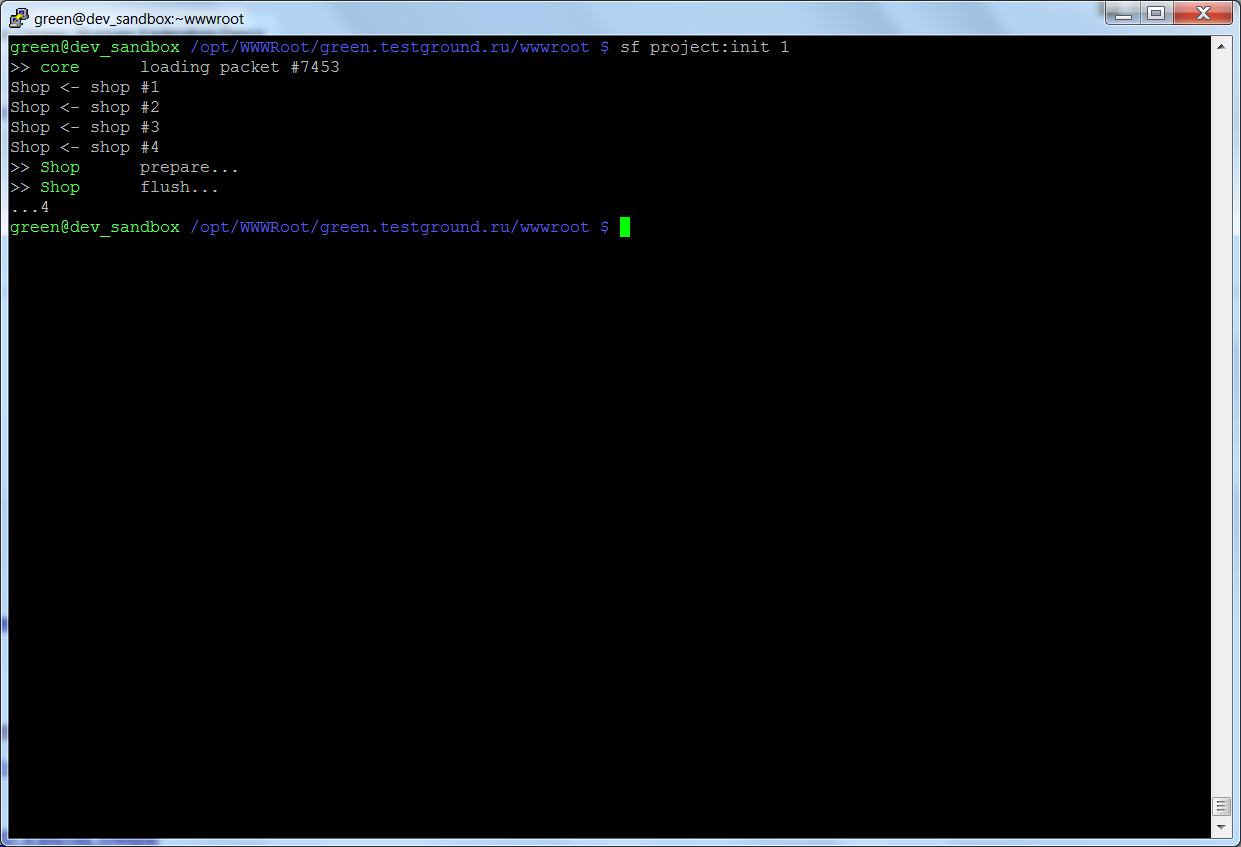 green@dev_sandbox:~wwwroot
green@dev_sandbox /opt/WWWRoot/green.testground.ru/wwwroot $ sf project:init 1
>> core      loading packet #7453
Shop <- shop #1
Shop <- shop #2
Shop <- shop #3
Shop <- shop #4
>> Shop      prepare...
>> Shop      flush...
...4
green@dev_sandbox /opt/WWWRoot/green.testground.ru/wwwroot $